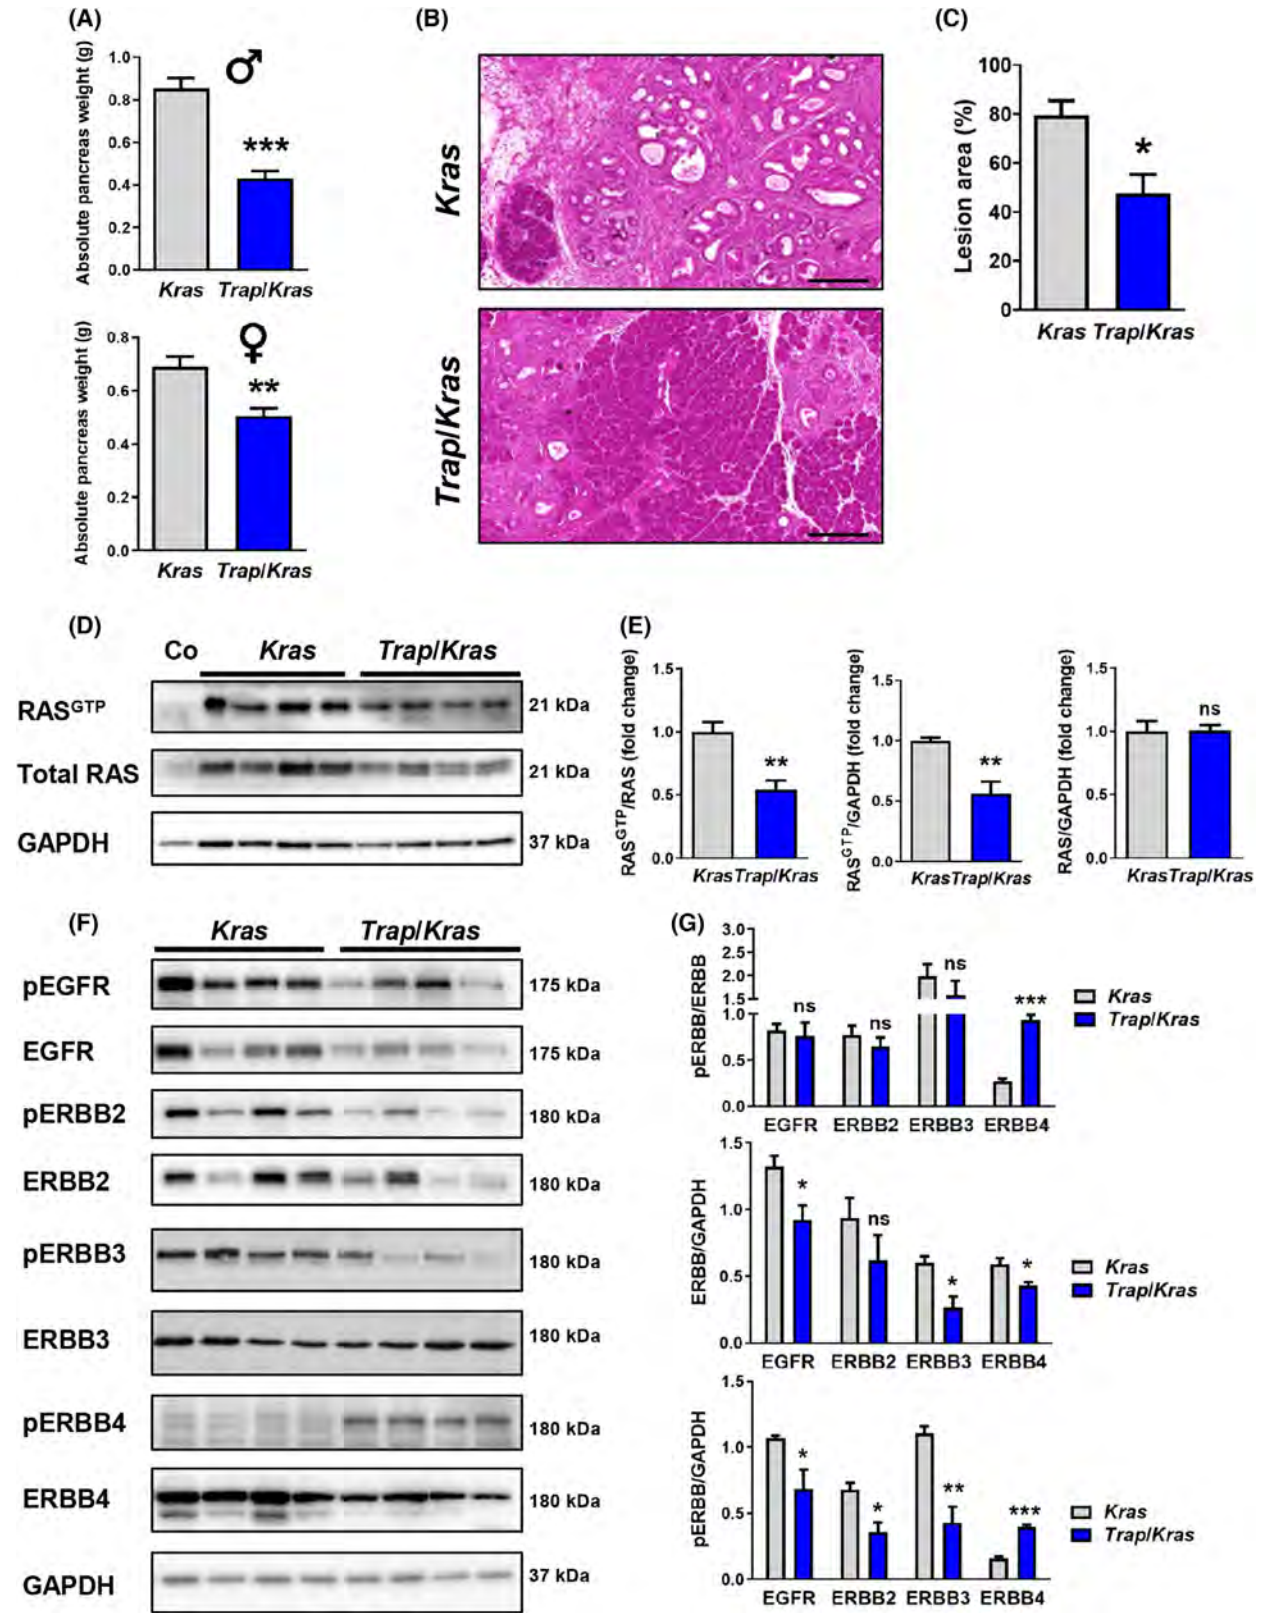 (A)
Absolute pancreas weight (g)
1.0
0.8
0.6
0.4
0.2
0.0
♂
***
Kras Trap/Kras
Absolute pancreas weight (g)
0.8
0.6
0.4
0.2
0.0
♀
**
Kras Trap/Kras
(B)
Kras
Trap/Kras
(C)
Lesion area (%)
100
80
60
40
20
0
*
Kras Trap/Kras
(D)
Co Kras Trap/Kras
RASGTP 21 kDa
Total RAS 21 kDa
GAPDH 37 kDa
(E)
RASGTP/RAS (fold change)
1.5
1.0
0.5
0.0
**
Kras Trap/Kras
RASGTP/GAPDH (fold change)
1.5
1.0
0.5
0.0
**
Kras Trap/Kras
RAS/GAPDH (fold change)
1.5
1.0
0.5
0.0
ns
Kras Trap/Kras
(F)
Kras Trap/Kras
pEGFR 175 kDa
EGFR 175 kDa
pERBB2 180 kDa
ERBB2 180 kDa
pERBB3 180 kDa
ERBB3 180 kDa
pERBB4 180 kDa
ERBB4 180 kDa
GAPDH 37 kDa
(G)
pERBB/ERBB
3.0
2.5
2.0
1.5
1.0
0.5
0.0
ns ns ns ***
EGFR ERBB2 ERBB3 ERBB4
Kras
Trap/Kras
ERBB/GAPDH
1.5
1.0
0.5
0.0
* ns * *
EGFR ERBB2 ERBB3 ERBB4
Kras
Trap/Kras
pERBB/GAPDH
1.5
1.0
0.5
0.0
* * ** ***
EGFR ERBB2 ERBB3 ERBB4
Kras
Trap/Kras